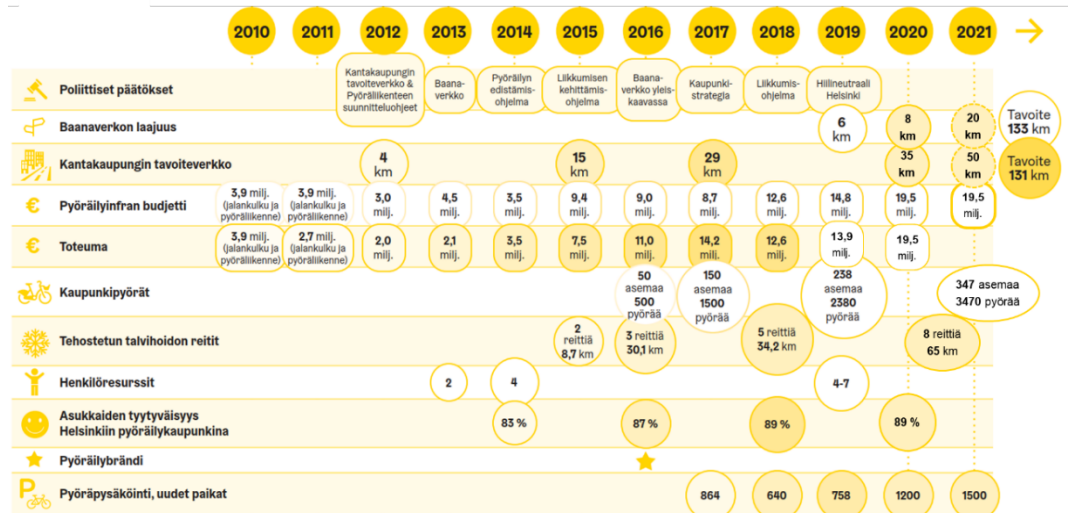 2010 2011 2012 2013 2014 2015 2016 2017 2018 2019 2020 2021
Poliittiset päätökset
Kantakaupungin
tavoiteverkko &
Pyöräliikenteen
suunnitteluohjeet
Baana-
verkko
Pyöräilyn
edistämis-
ohjelma
Liikkumisen
kehittämis-
ohjelma
Baana-
verkko yleis-
kaavassa
Kaupunki-
strategia
Liikkumis-
ohjelma
Hiilineutraali
Helsinki
Baanaverkon laajuus
6
km
8
km
20
km
Tavoite
133 km
Kantakaupungin tavoiteverkko
4
km
15
km
29
km
35
km
50
km
Tavoite
131 km
Pyöräilyinfran budjetti
€
3,9 milj.
(jalankulku ja
pyöräliikenne)
3,9 milj.
(jalankulku ja
pyöräliikenne)
3,0
milj.
4,5
milj.
3,5
milj.
9,4
milj.
9,0
milj.
8,7
milj.
12,6
milj.
14,8
milj.
19,5
milj.
19,5
milj.
Toteuma
€
3,9 milj.
(jalankulku ja
pyöräliikenne)
2,7 milj.
(jalankulku ja
pyöräliikenne)
2,0
milj.
2,1
milj.
3,5
milj.
7,5
milj.
11,0
milj.
14,2
milj.
12,6
milj.
13,9
milj.
19,5
milj.
Kaupunkipyörät
50
asemaa
500
pyörää
150
asemaa
1500
pyörää
238
asemaa
2380
pyörää
347 asemaa
3470 pyörää
Tehostetun talvihoidon reitit
2
reittiä
8,7 km
3 reittiä
30,1 km
5 reittiä
34,2 km
8 reittiä
65 km
Henkilöresurssit
2
4
4-7
Asukkaiden tyytyväisyys
Helsinkiin pyöräilykaupunkina
83 %
87 %
89 %
89 %
Pyöräilybrändi
P
Pyöräpysäköinti, uudet paikat
864
640
758
1200
1500